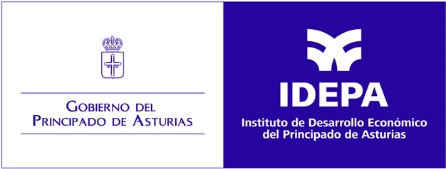 GOBIERNO DEL
PRINCIPADO DE ASTURIAS
IDEPA
Instituto de Desarrollo Económico
del Principado de Asturias